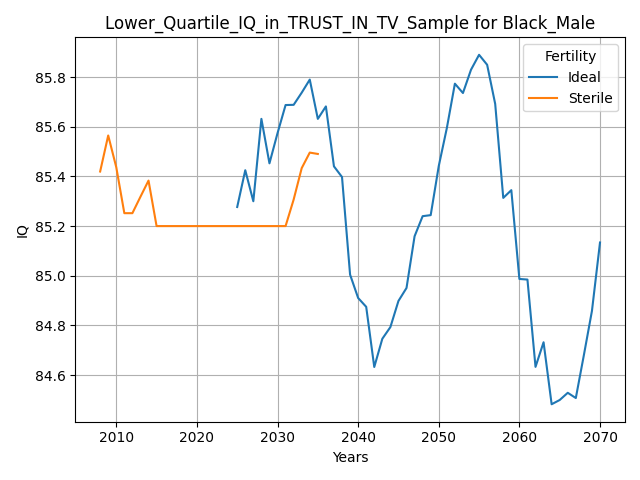 Lower_Quartile_IQ_in_TRUST_IN_TV_Sample for Black_Male
Fertility
Ideal
Sterile
IQ
85.8
85.6
85.4
85.2
85.0
84.8
84.6
2010 2020 2030 2040 2050 2060 2070
Years